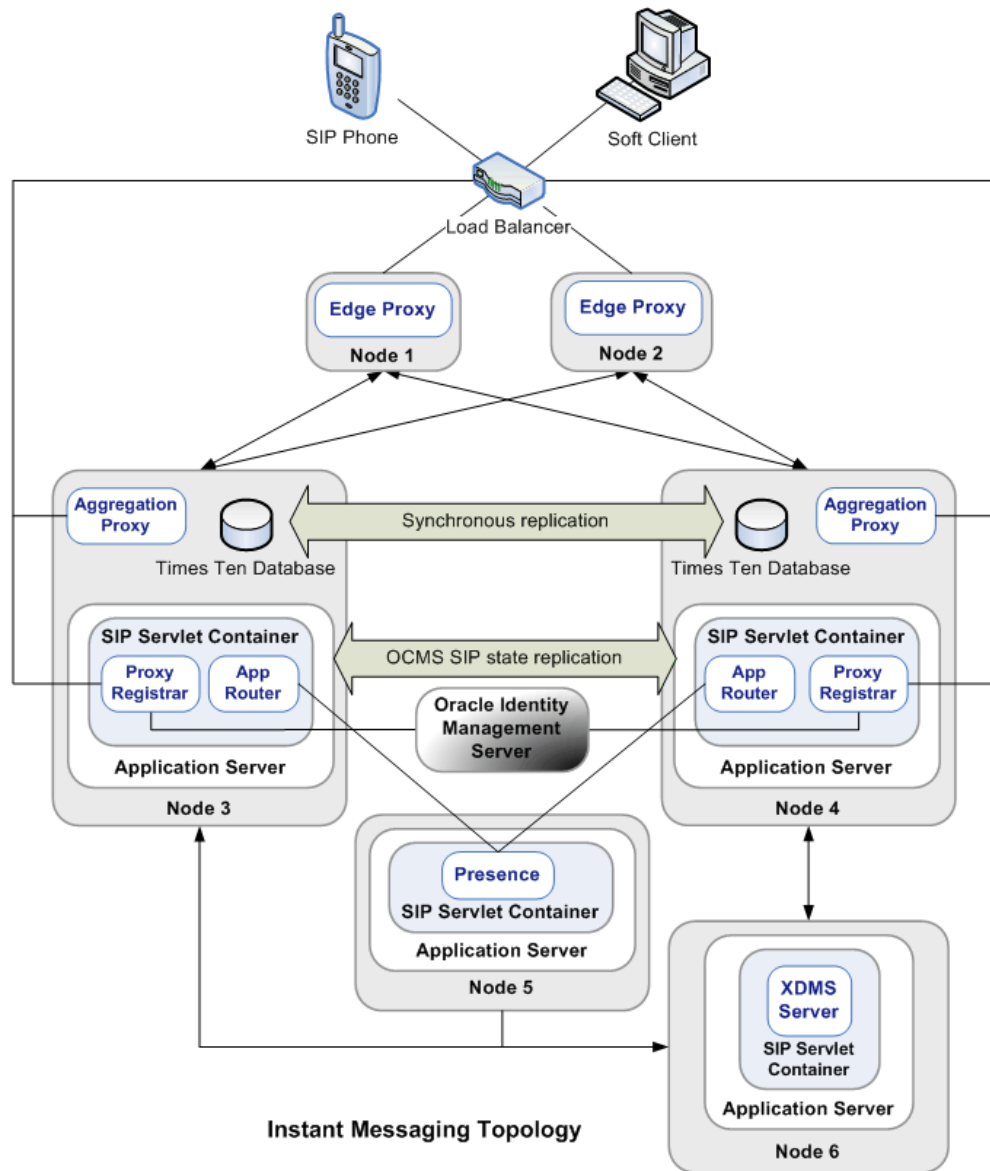 SIP Phone
Soft Client
Load Balancer
Edge Proxy
Node 1
Edge Proxy
Node 2
Aggregation
Proxy
Times Ten Database
Synchronous replication
Aggregation
Proxy
Times Ten Database
SIP Servlet Container
Proxy
Registrar
App
Router
Application Server
Node 3
OCMS SIP state replication
Oracle Identity
Management
Server
SIP Servlet Container
App
Router
Proxy
Registrar
Application Server
Node 4
Presence
SIP Servlet Container
Application Server
Node 5
XDMS
Server
SIP Servlet
Container
Application Server
Node 6
Instant Messaging Topology